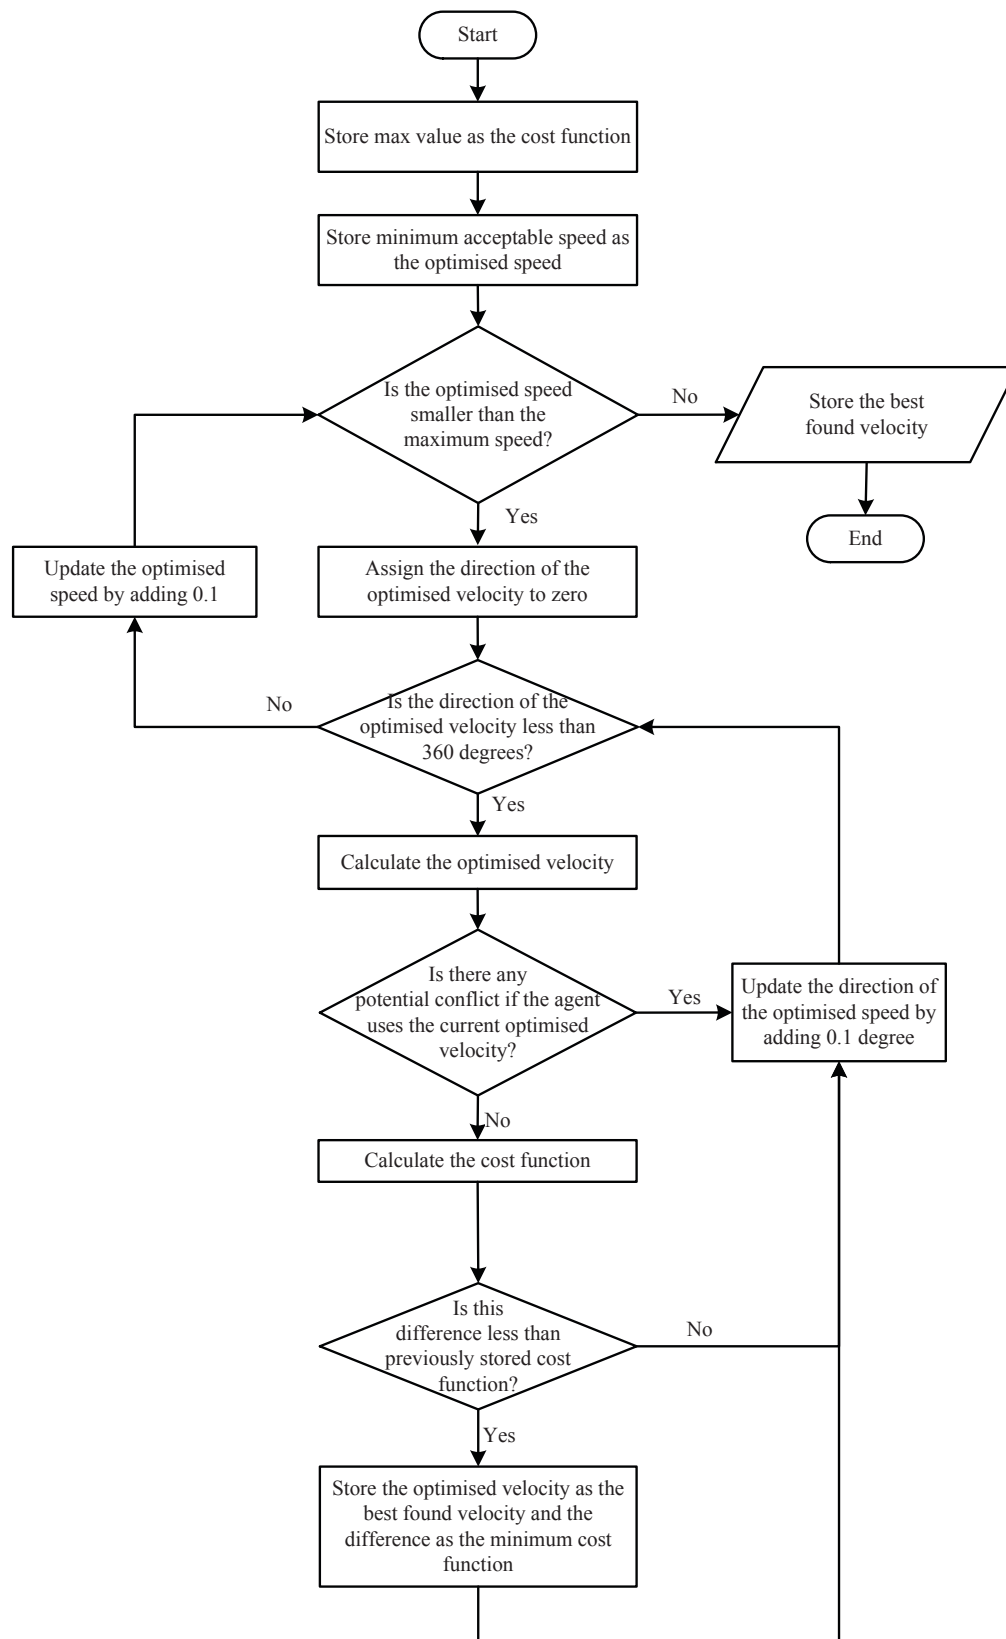 Start
Store max value as the cost function
Store minimum acceptable speed as
the optimised speed
Is the optimised speed
smaller than the
maximum speed?
No
Store the best
found velocity
Yes
End
Update the optimised
speed by adding 0.1
Assign the direction of the
optimised velocity to zero
No
Is the direction of the
optimised velocity less than
360 degrees?
Yes
Calculate the optimised velocity
Is there any
potential conflict if the agent
uses the current optimised
velocity?
Yes
Update the direction of
the optimised speed by
adding 0.1 degree
No
Calculate the cost function
Is this
difference less than
previously stored cost
function?
No
Yes
Store the optimised velocity as the
best found velocity and the
difference as the minimum cost
function